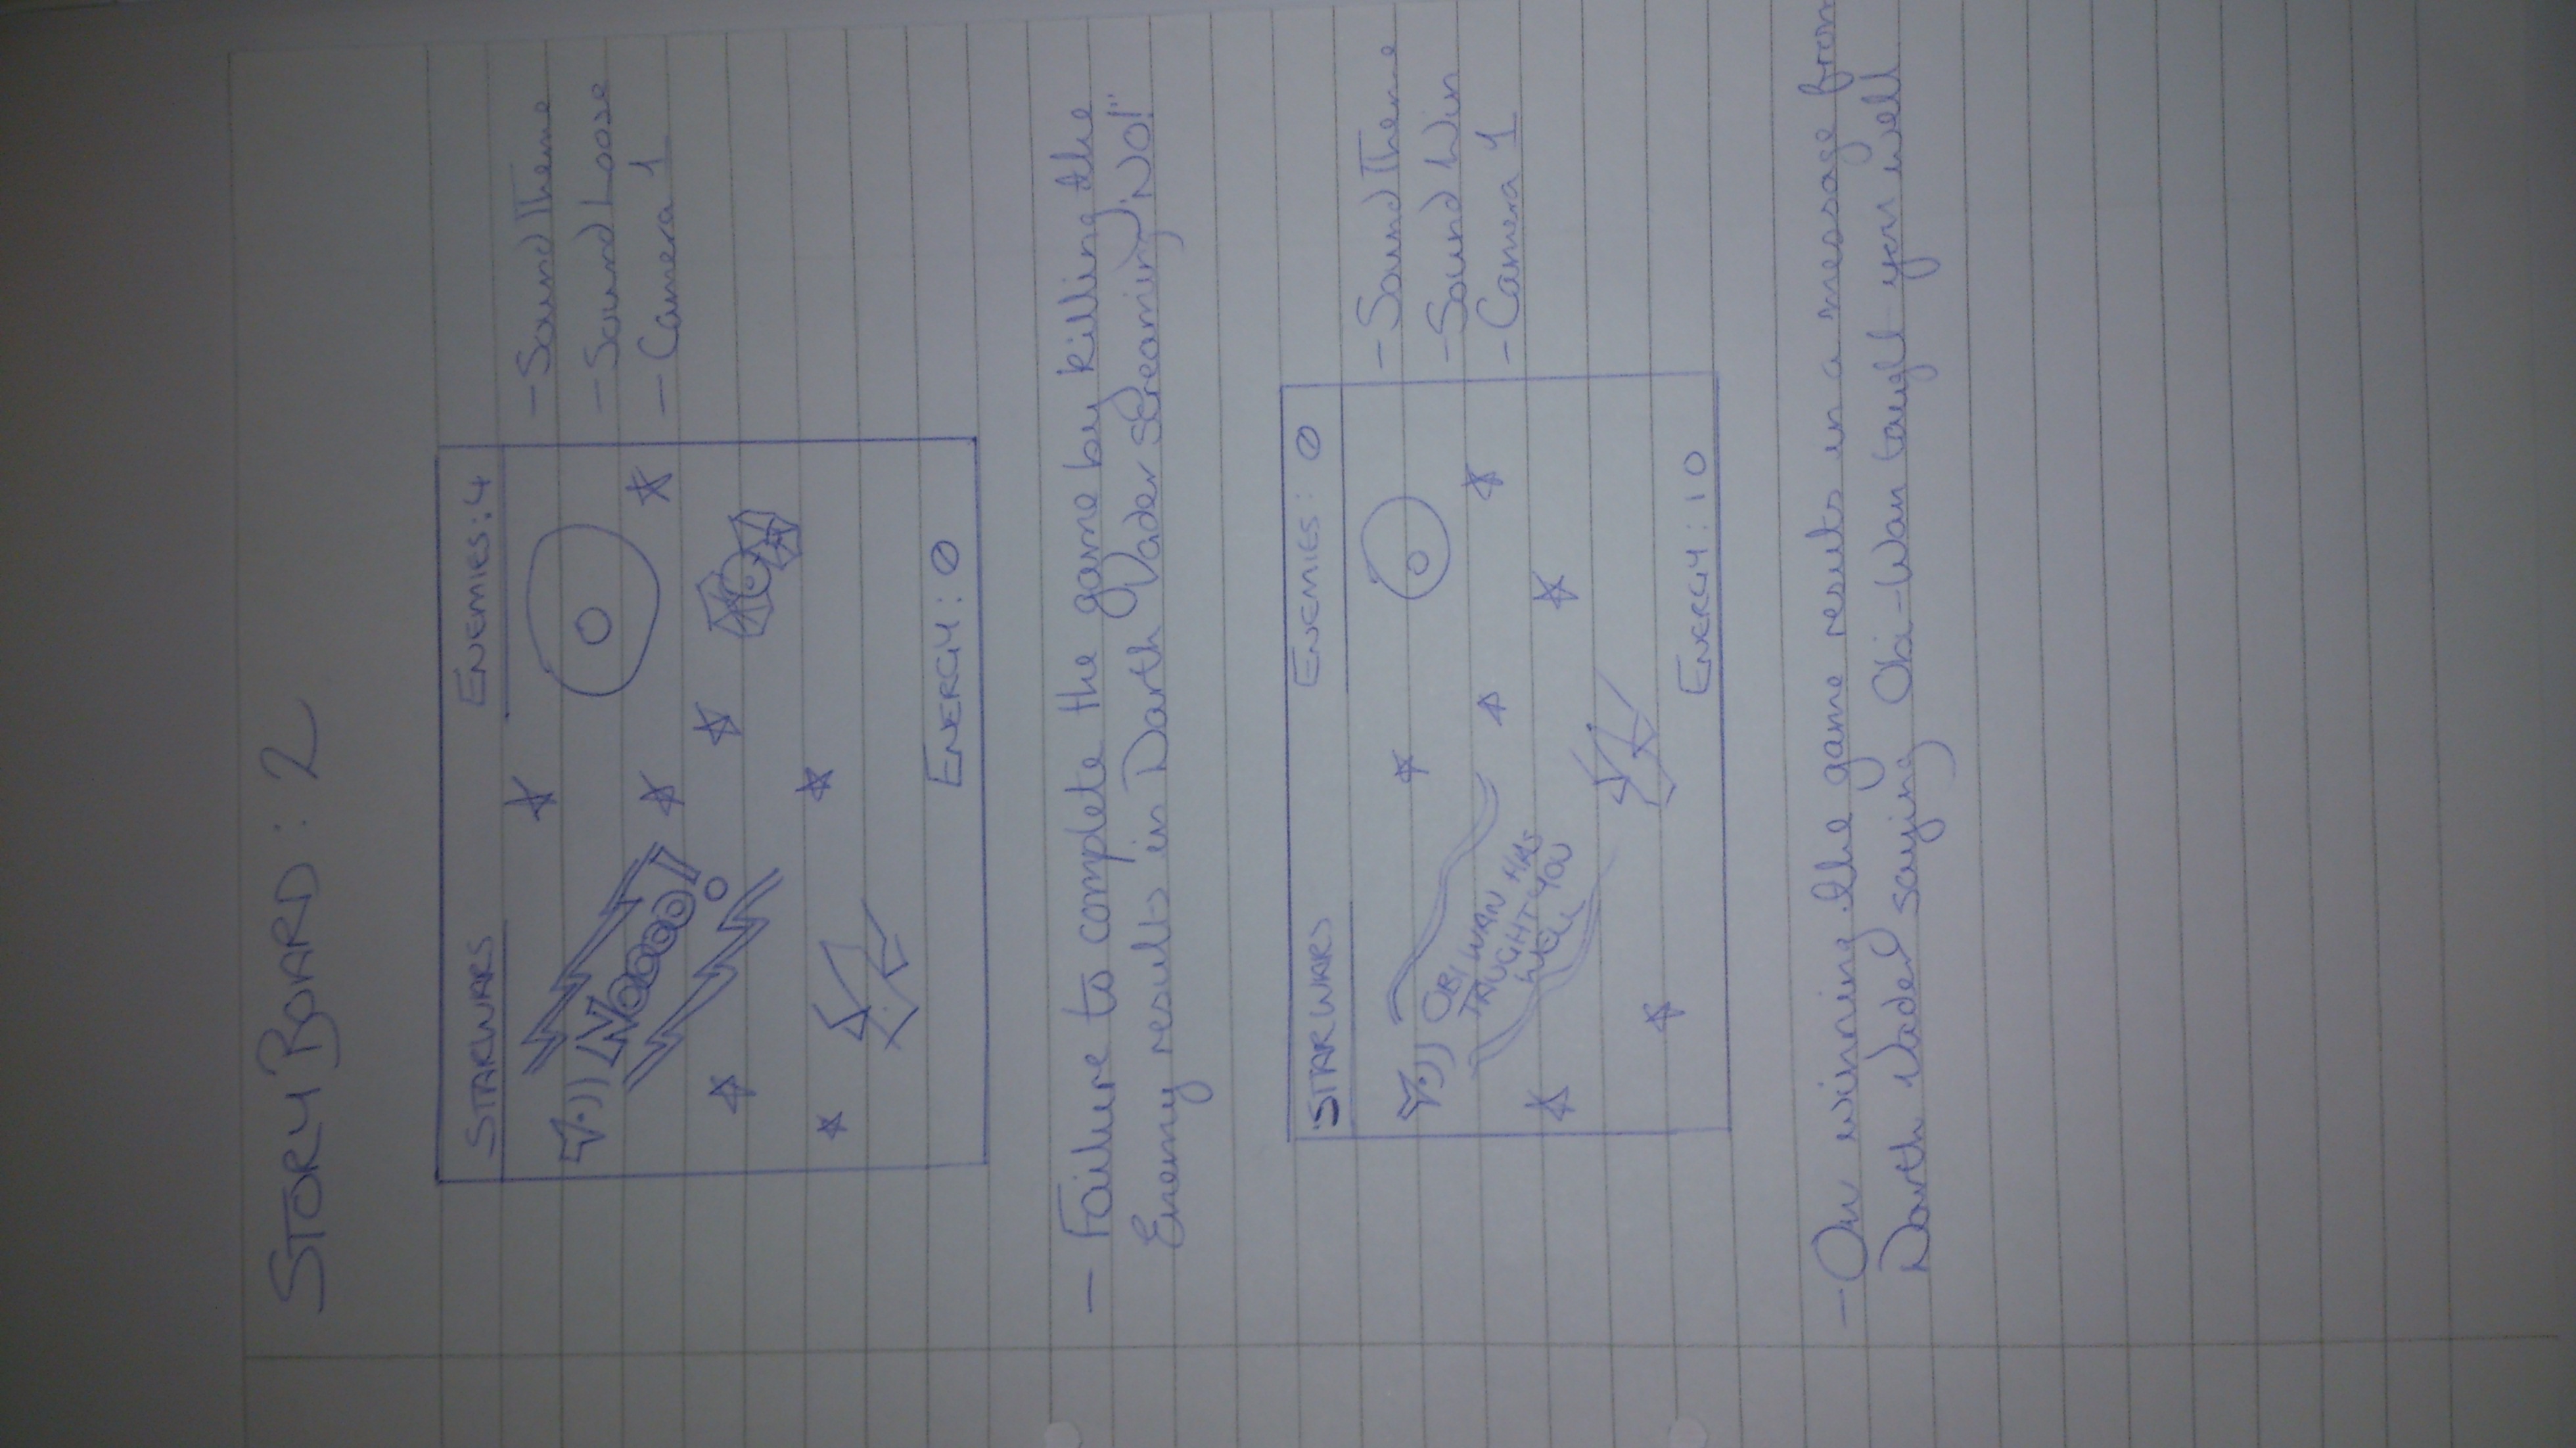 STORY BOARD : 2
STARWARS
ENEMIES: 4
Noooo!
ENERGY: 0
- Sound Theme
- Sound Loose
- Camera 1
- Failure to complete the game by killing the
Enemy results in Darth Vader screaming "NO!"
STARWARS
ENEMIES: 0
OBI WAN HAS
TAUGHT YOU
WELL
ENERGY: 10
- Sound Theme
- Sound Win
- Camera 1
- On winning the game results in a message from
Darth Vader saying Obi-Wan taught you well